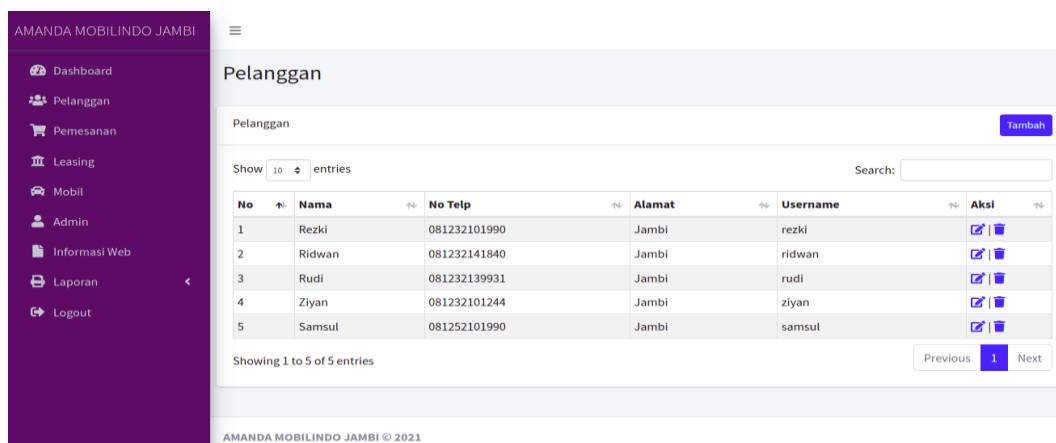 AMANDA MOBILINDO JAMBI
Dashboard
Pelanggan
Pemesanan
Leasing
Mobil
Admin
Informasi Web
Laporan
Logout
Pelanggan
Pelanggan Tambah
Show 10 entries Search:
No Nama No Telp Alamat Username Aksi
1 Rezki 081232101990 Jambi rezki |
2 Ridwan 081232141840 Jambi ridwan |
3 Rudi 081232139931 Jambi rudi |
4 Ziyan 081232101244 Jambi ziyan |
5 Samsul 081252101990 Jambi samsul |
Showing 1 to 5 of 5 entries Previous 1 Next
AMANDA MOBILINDO JAMBI © 2021